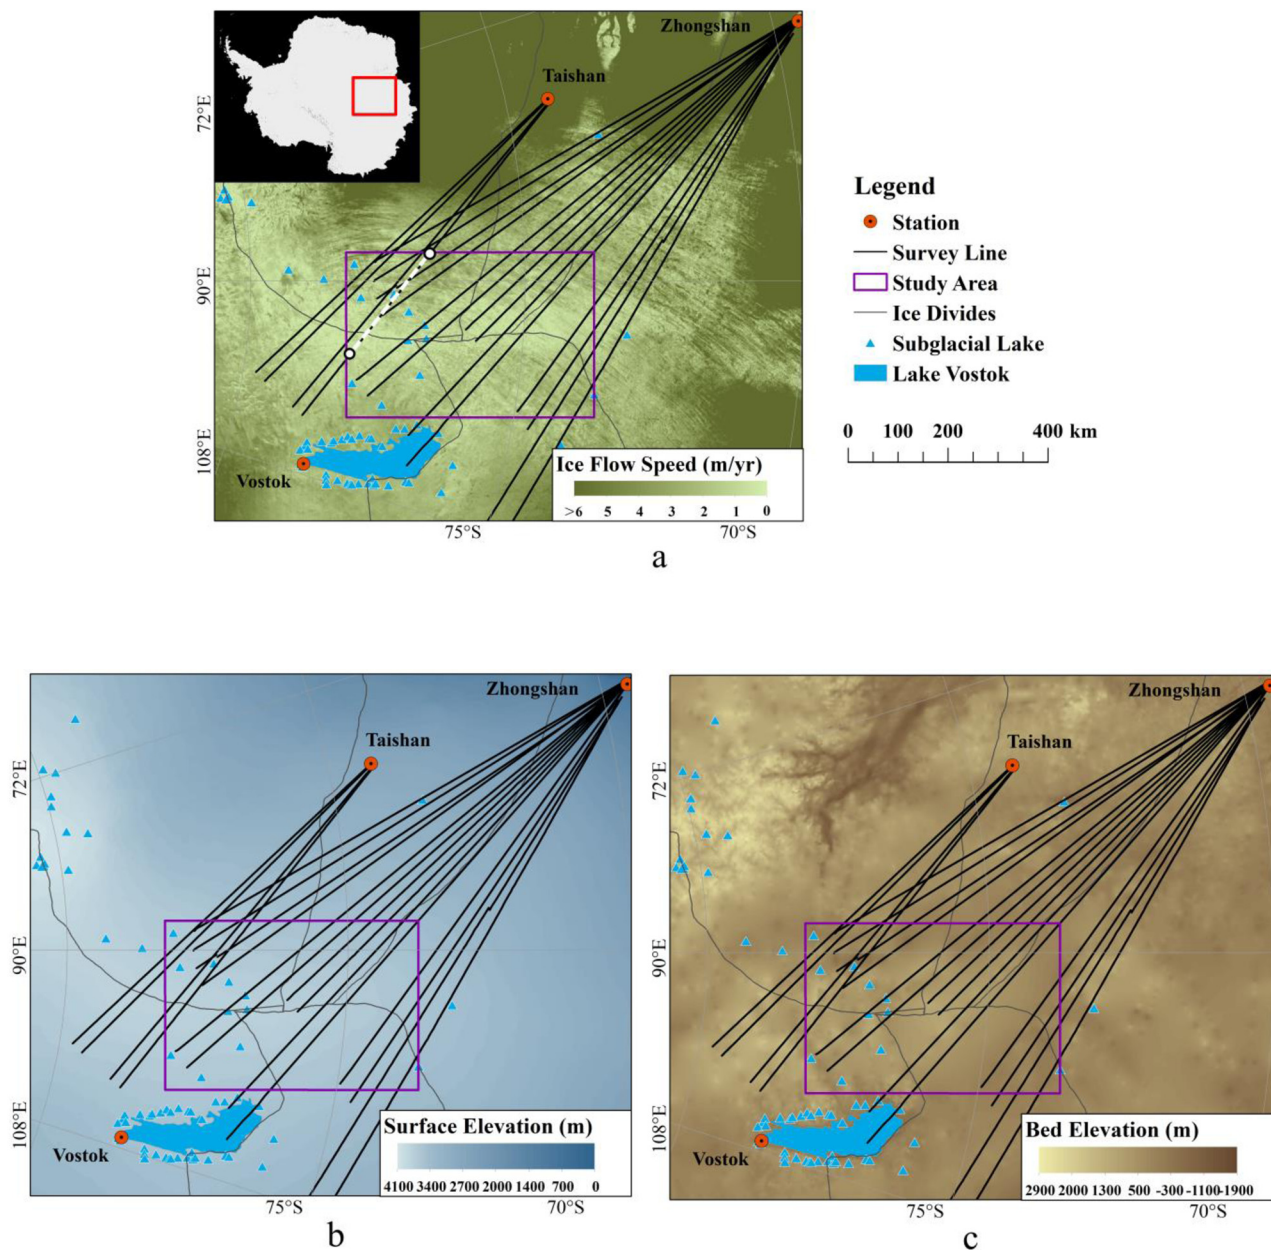 Zhongshan
Taishan
72°E
90°E
108°E
Vostok
Ice Flow Speed (m/yr)
>6 5 4 3 2 1 0
75°S 70°S
a
Legend
Station
Survey Line
Study Area
Ice Divides
Subglacial Lake
Lake Vostok
0 100 200 400 km
Zhongshan
Taishan
72°E
90°E
108°E
Vostok
Surface Elevation (m)
4100 3400 2700 2000 1400 700 0
75°S 70°S
b
Zhongshan
Taishan
72°E
90°E
108°E
Vostok
Bed Elevation (m)
2900 2000 1300 500 -300 -1100 -1900
75°S 70°S
c